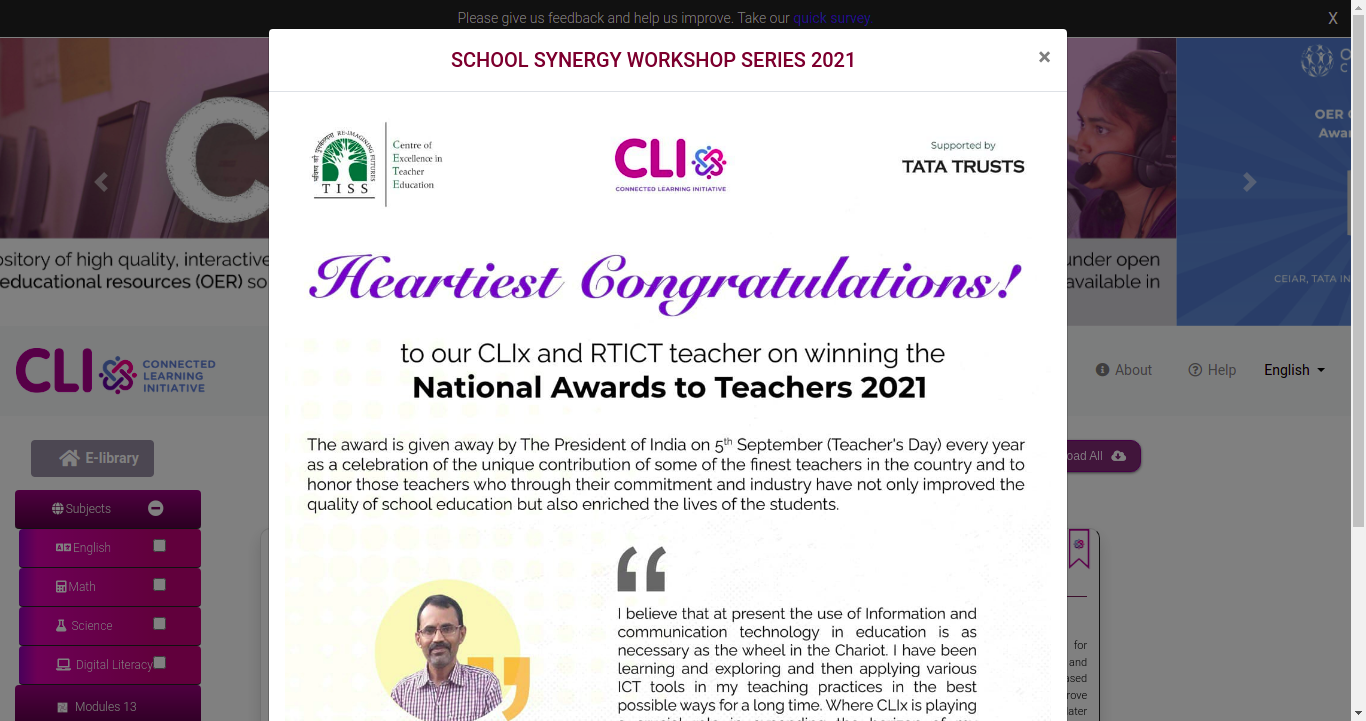 Please give us feedback and help us improve. Take our quick survey.
X
SCHOOL SYNERGY WORKSHOP SERIES 2021
×
RE-IMAGINING FUTURES
TISS
Centre of
Excellence in
Teacher
Education
CLI
CONNECTED LEARNING INITIATIVE
Supported by
TATA TRUSTS
Heartiest Congratulations!
to our CLIx and RTICT teacher on winning the
National Awards to Teachers 2021
The award is given away by The President of India on 5th September (Teacher's Day) every year
as a celebration of the unique contribution of some of the finest teachers in the country and to
honor those teachers who through their commitment and industry have not only improved the
quality of school education but also enriched the lives of the students.
I believe that at present the use of Information and
communication technology in education is as
necessary as the wheel in the Chariot. I have been
learning and exploring and then applying various
ICT tools in my teaching practices in the best
possible ways for a long time. Where CLIx is playing
OER
CEIAR, TATA IN
of high quality, interactive
educational resources (OER) so
under open
available in
CLI
CONNECTED
LEARNING
INITIATIVE
About
Help
English
E-library
All
Subjects
English
Math
Science
Digital Literacy
Modules 13
for
and